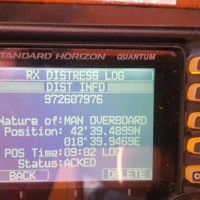 STANDARD HORIZON QUANTUM
RX DISTRESS LOG
DIST INFO
972607976
Nature of:MAN OVERBOARD
Position: 42°39.4899N
018°39.9469E
POS Time:09:02 LOC
Status:ACKED
BACK DELETE